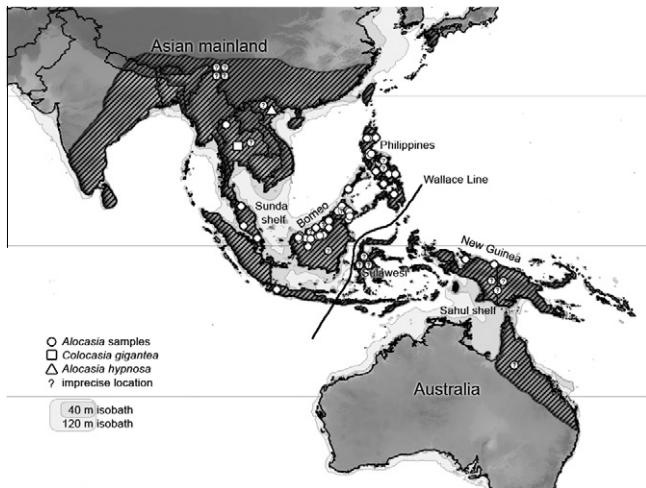 Asian mainland
Philippines
Wallace Line
Sunda
shelf
Borneo
Sulawesi
New Guinea
Sahul shelf
Australia
Alocasia samples
Colocasia gigantea
Alocasia hypnosa
? imprecise location
40 m isobath
120 m isobath